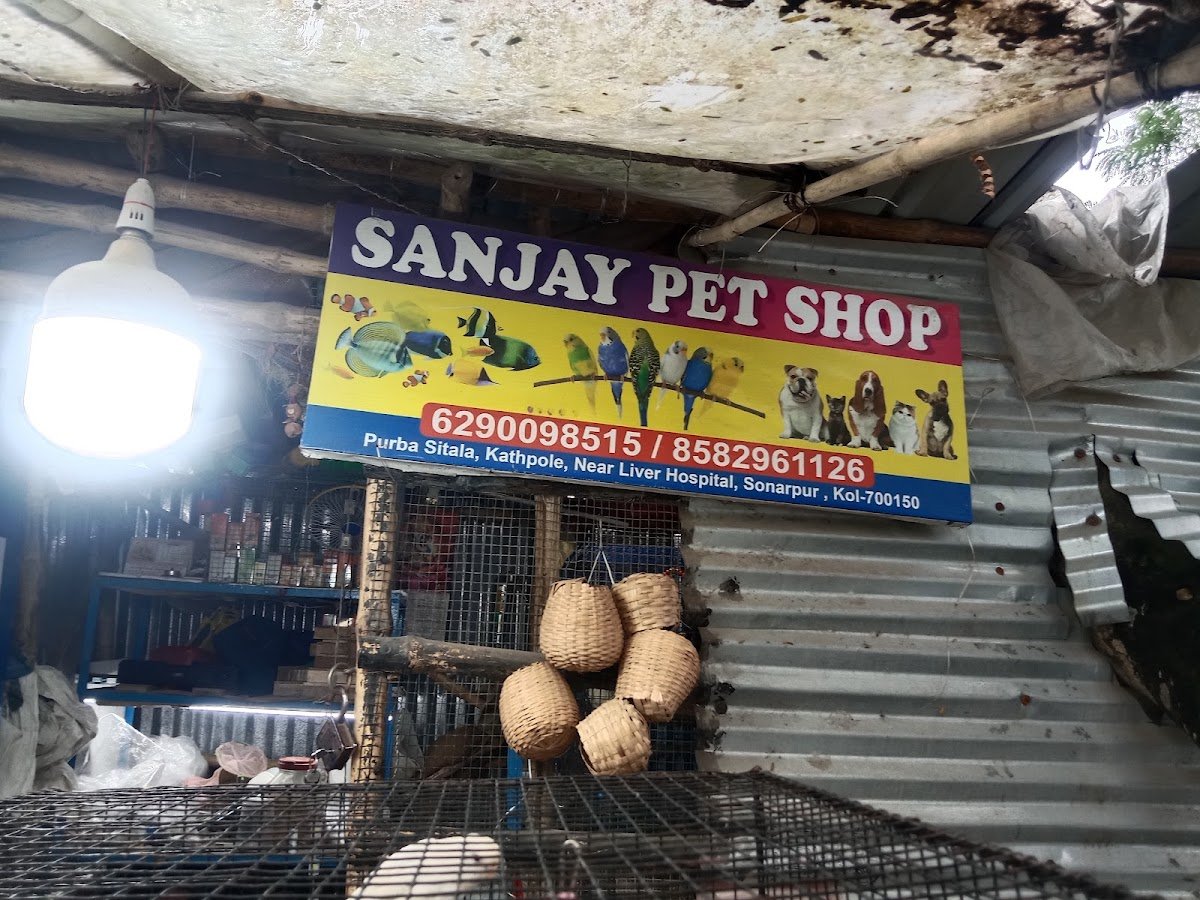 SANJAY PET SHOP
6290098515 / 8582961126
Purba Sitala, Kathpole, Near Liver Hospital, Sonarpur , Kol-700150